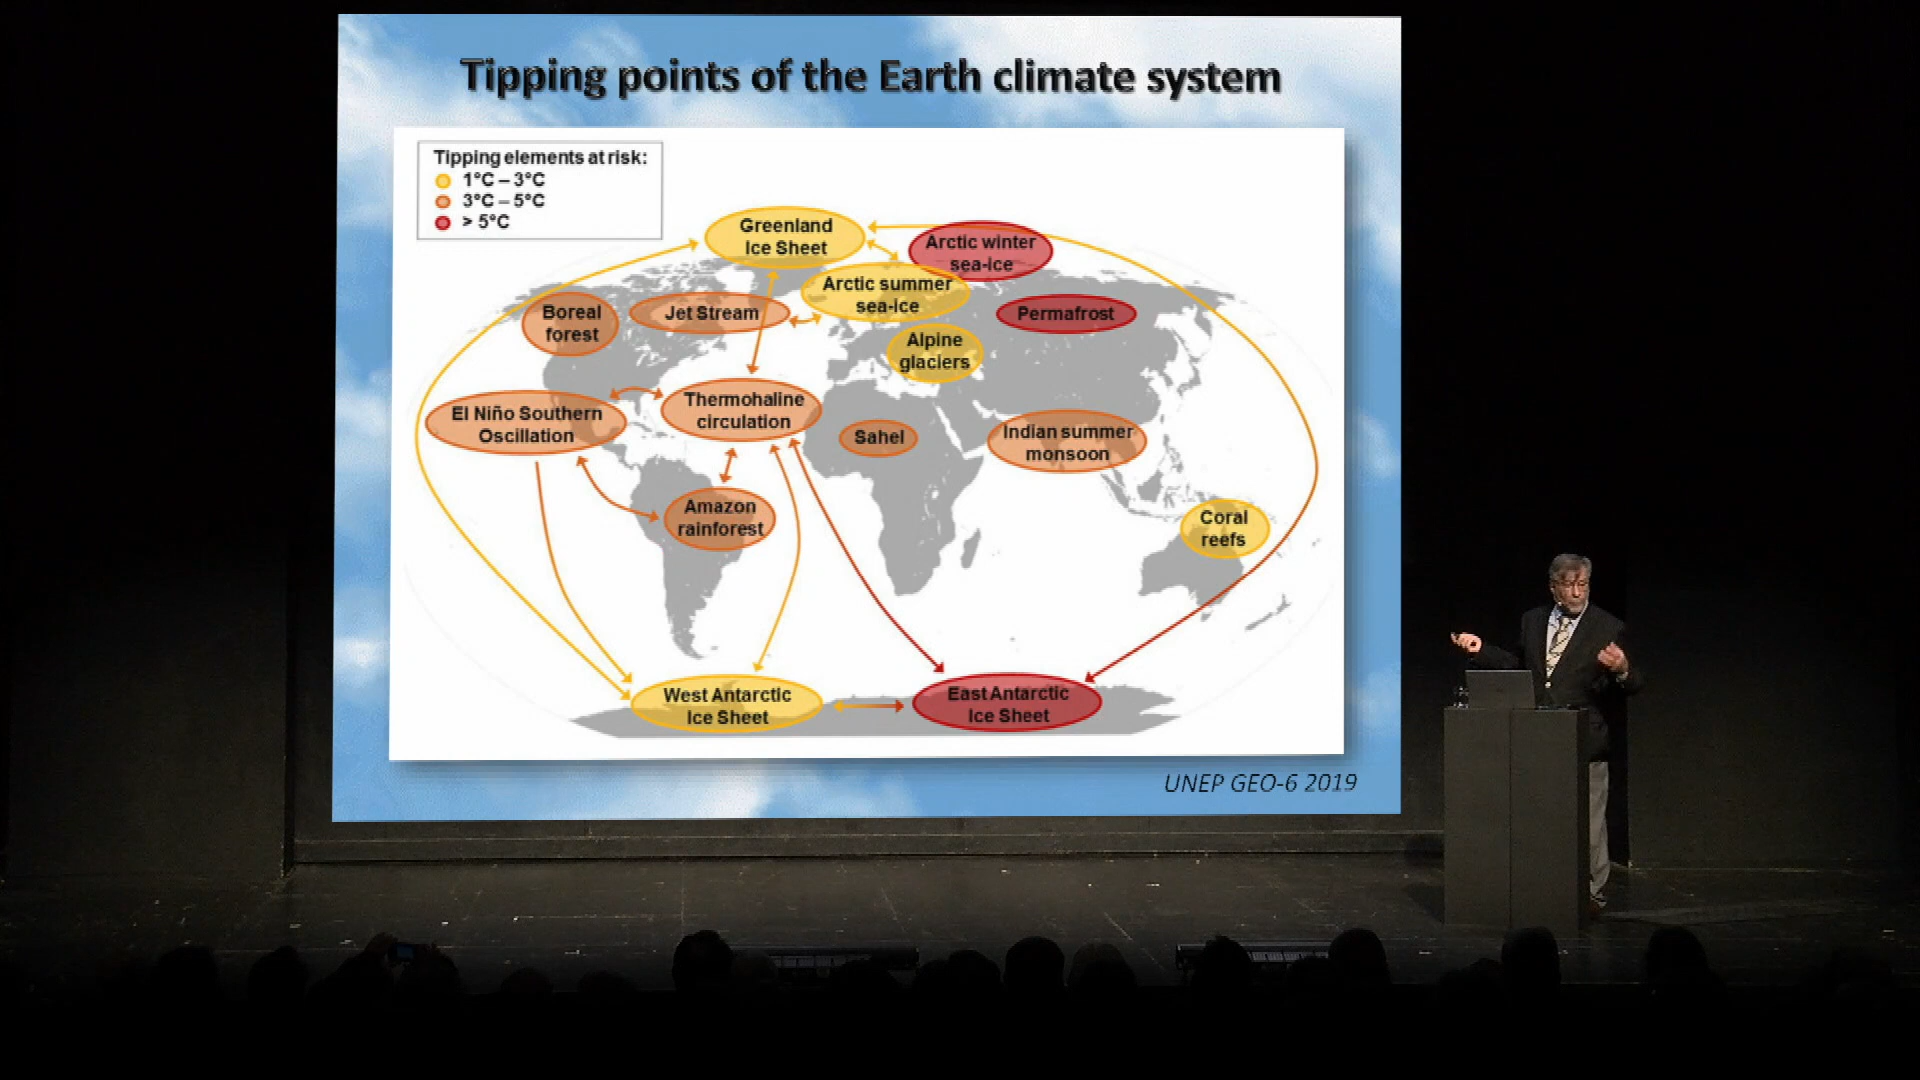 Tipping points of the Earth climate system
Tipping elements at risk:
1°C – 3°C
3°C – 5°C
> 5°C
Greenland
Ice Sheet
Arctic winter
sea-ice
Arctic summer
sea-ice
Boreal
forest
Jet Stream
Permafrost
Alpine
glaciers
El Niño Southern
Oscillation
Thermohaline
circulation
Sahel
Indian summer
monsoon
Amazon
rainforest
Coral
reefs
West Antarctic
Ice Sheet
East Antarctic
Ice Sheet
UNEP GEO-6 2019